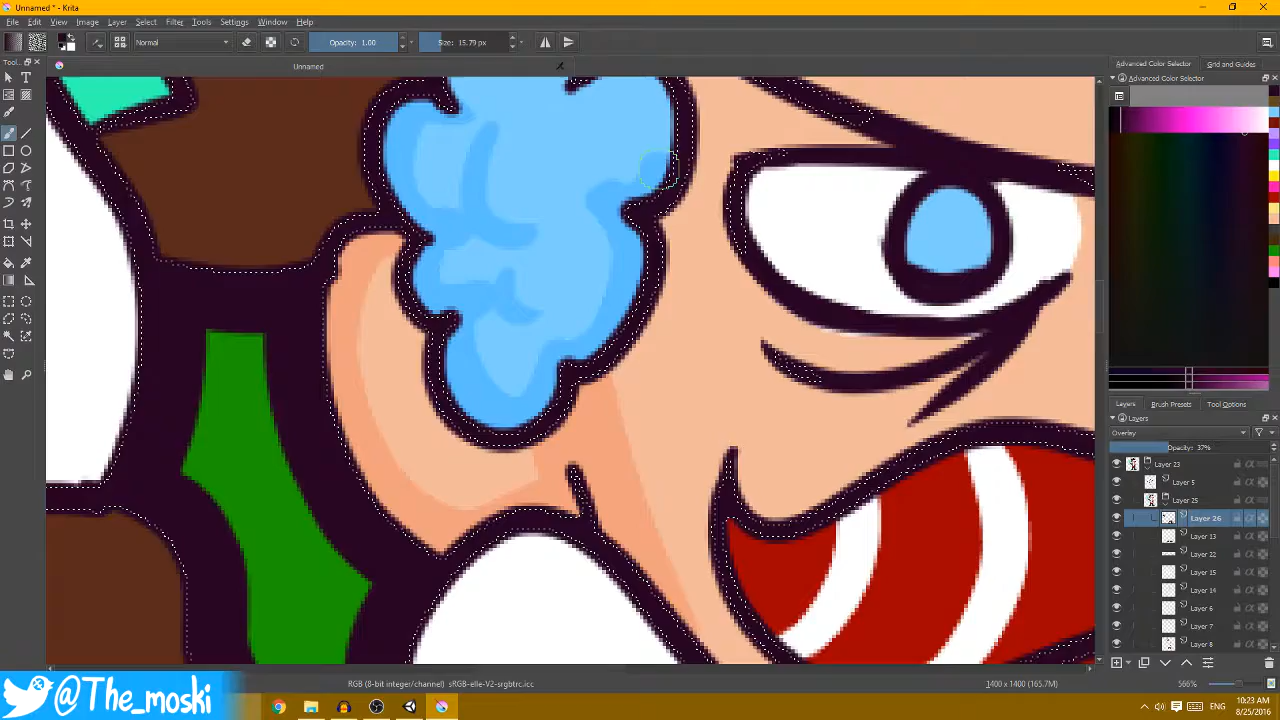 Unnamed * - Krita
File Edit View Image Layer Select Filter Tools Settings Window Help
Normal Opacity: 1.00 Size: 15.79 px
Tool...
Unnamed
Advanced Color Selector Grid and Guides
Advanced Color Selector
Layers Brush Presets Tool Options
Layers
Overlay
Opacity: 37%
Layer 23
Layer 5
Layer 25
Layer 26
Layer 13
Layer 22
Layer 15
Layer 14
Layer 6
Layer 7
Layer 8
RGB (8-bit integer/channel) sRGB-elle-V2-srgbtrc.icc 1400 x 1400 (165.7M) 566%
@The_moski
ENG
10:23 AM
8/25/2016